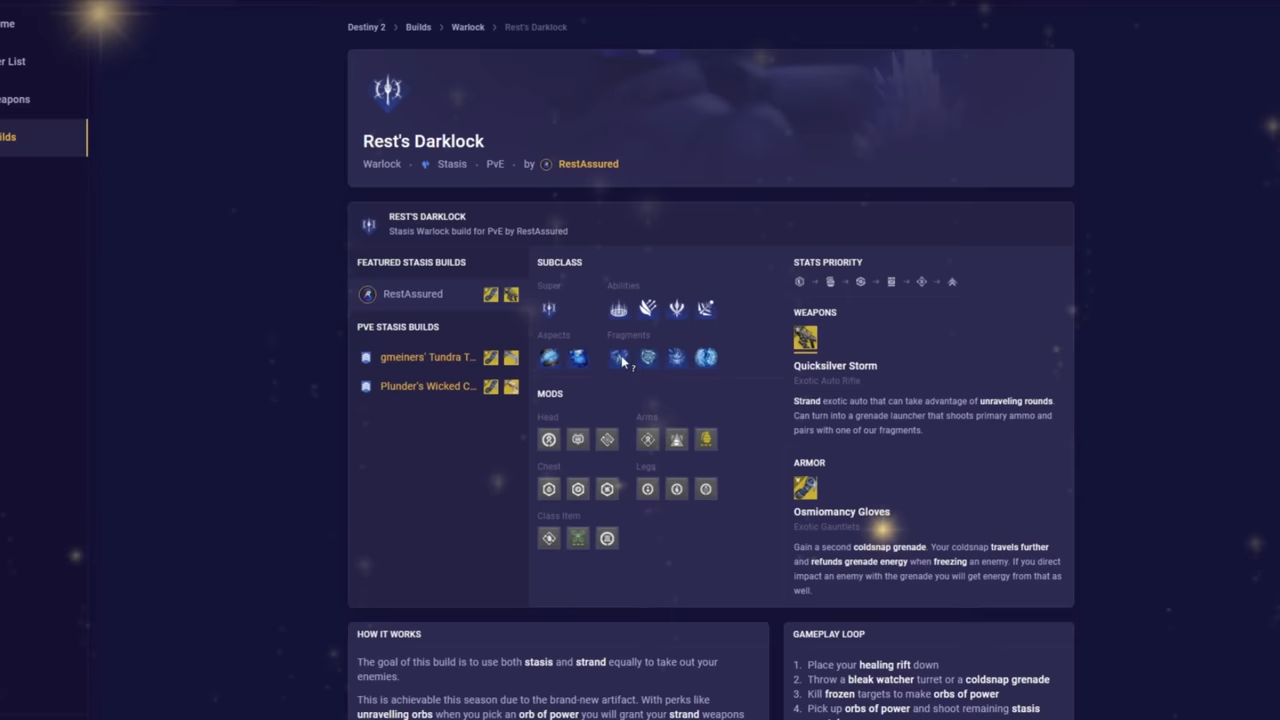 me
er List
eapons
ilds
Destiny 2 > Builds > Warlock > Rest's Darklock
Rest's Darklock
Warlock · Stasis · PvE · by RestAssured
REST'S DARKLOCK
Stasis Warlock build for PvE by RestAssured
FEATURED STASIS BUILDS
RestAssured
PVE STASIS BUILDS
gmeiners' Tundra T...
Plunder's Wicked C...
SUBCLASS
Super
Abilities
Aspects
Fragments
?
MODS
Head
Arms
Chest
Legs
Class Item
STATS PRIORITY
WEAPONS
Quicksilver Storm
Exotic Auto Rifle
Strand exotic auto that can take advantage of unraveling rounds.
Can turn into a grenade launcher that shoots primary ammo and
pairs with one of our fragments.
ARMOR
Osmiomancy Gloves
Exotic Gauntlets
Gain a second coldsnap grenade. Your coldsnap travels further
and refunds grenade energy when freezing an enemy. If you direct
impact an enemy with the grenade you will get energy from that as
well.
HOW IT WORKS
The goal of this build is to use both stasis and strand equally to take out your
enemies.
This is achievable this season due to the brand-new artifact. With perks like
unravelling orbs when you pick an orb of power you will grant your strand weapons
GAMEPLAY LOOP
1. Place your healing rift down
2. Throw a bleak watcher turret or a coldsnap grenade
3. Kill frozen targets to make orbs of power
4. Pick up orbs of power and shoot remaining stasis